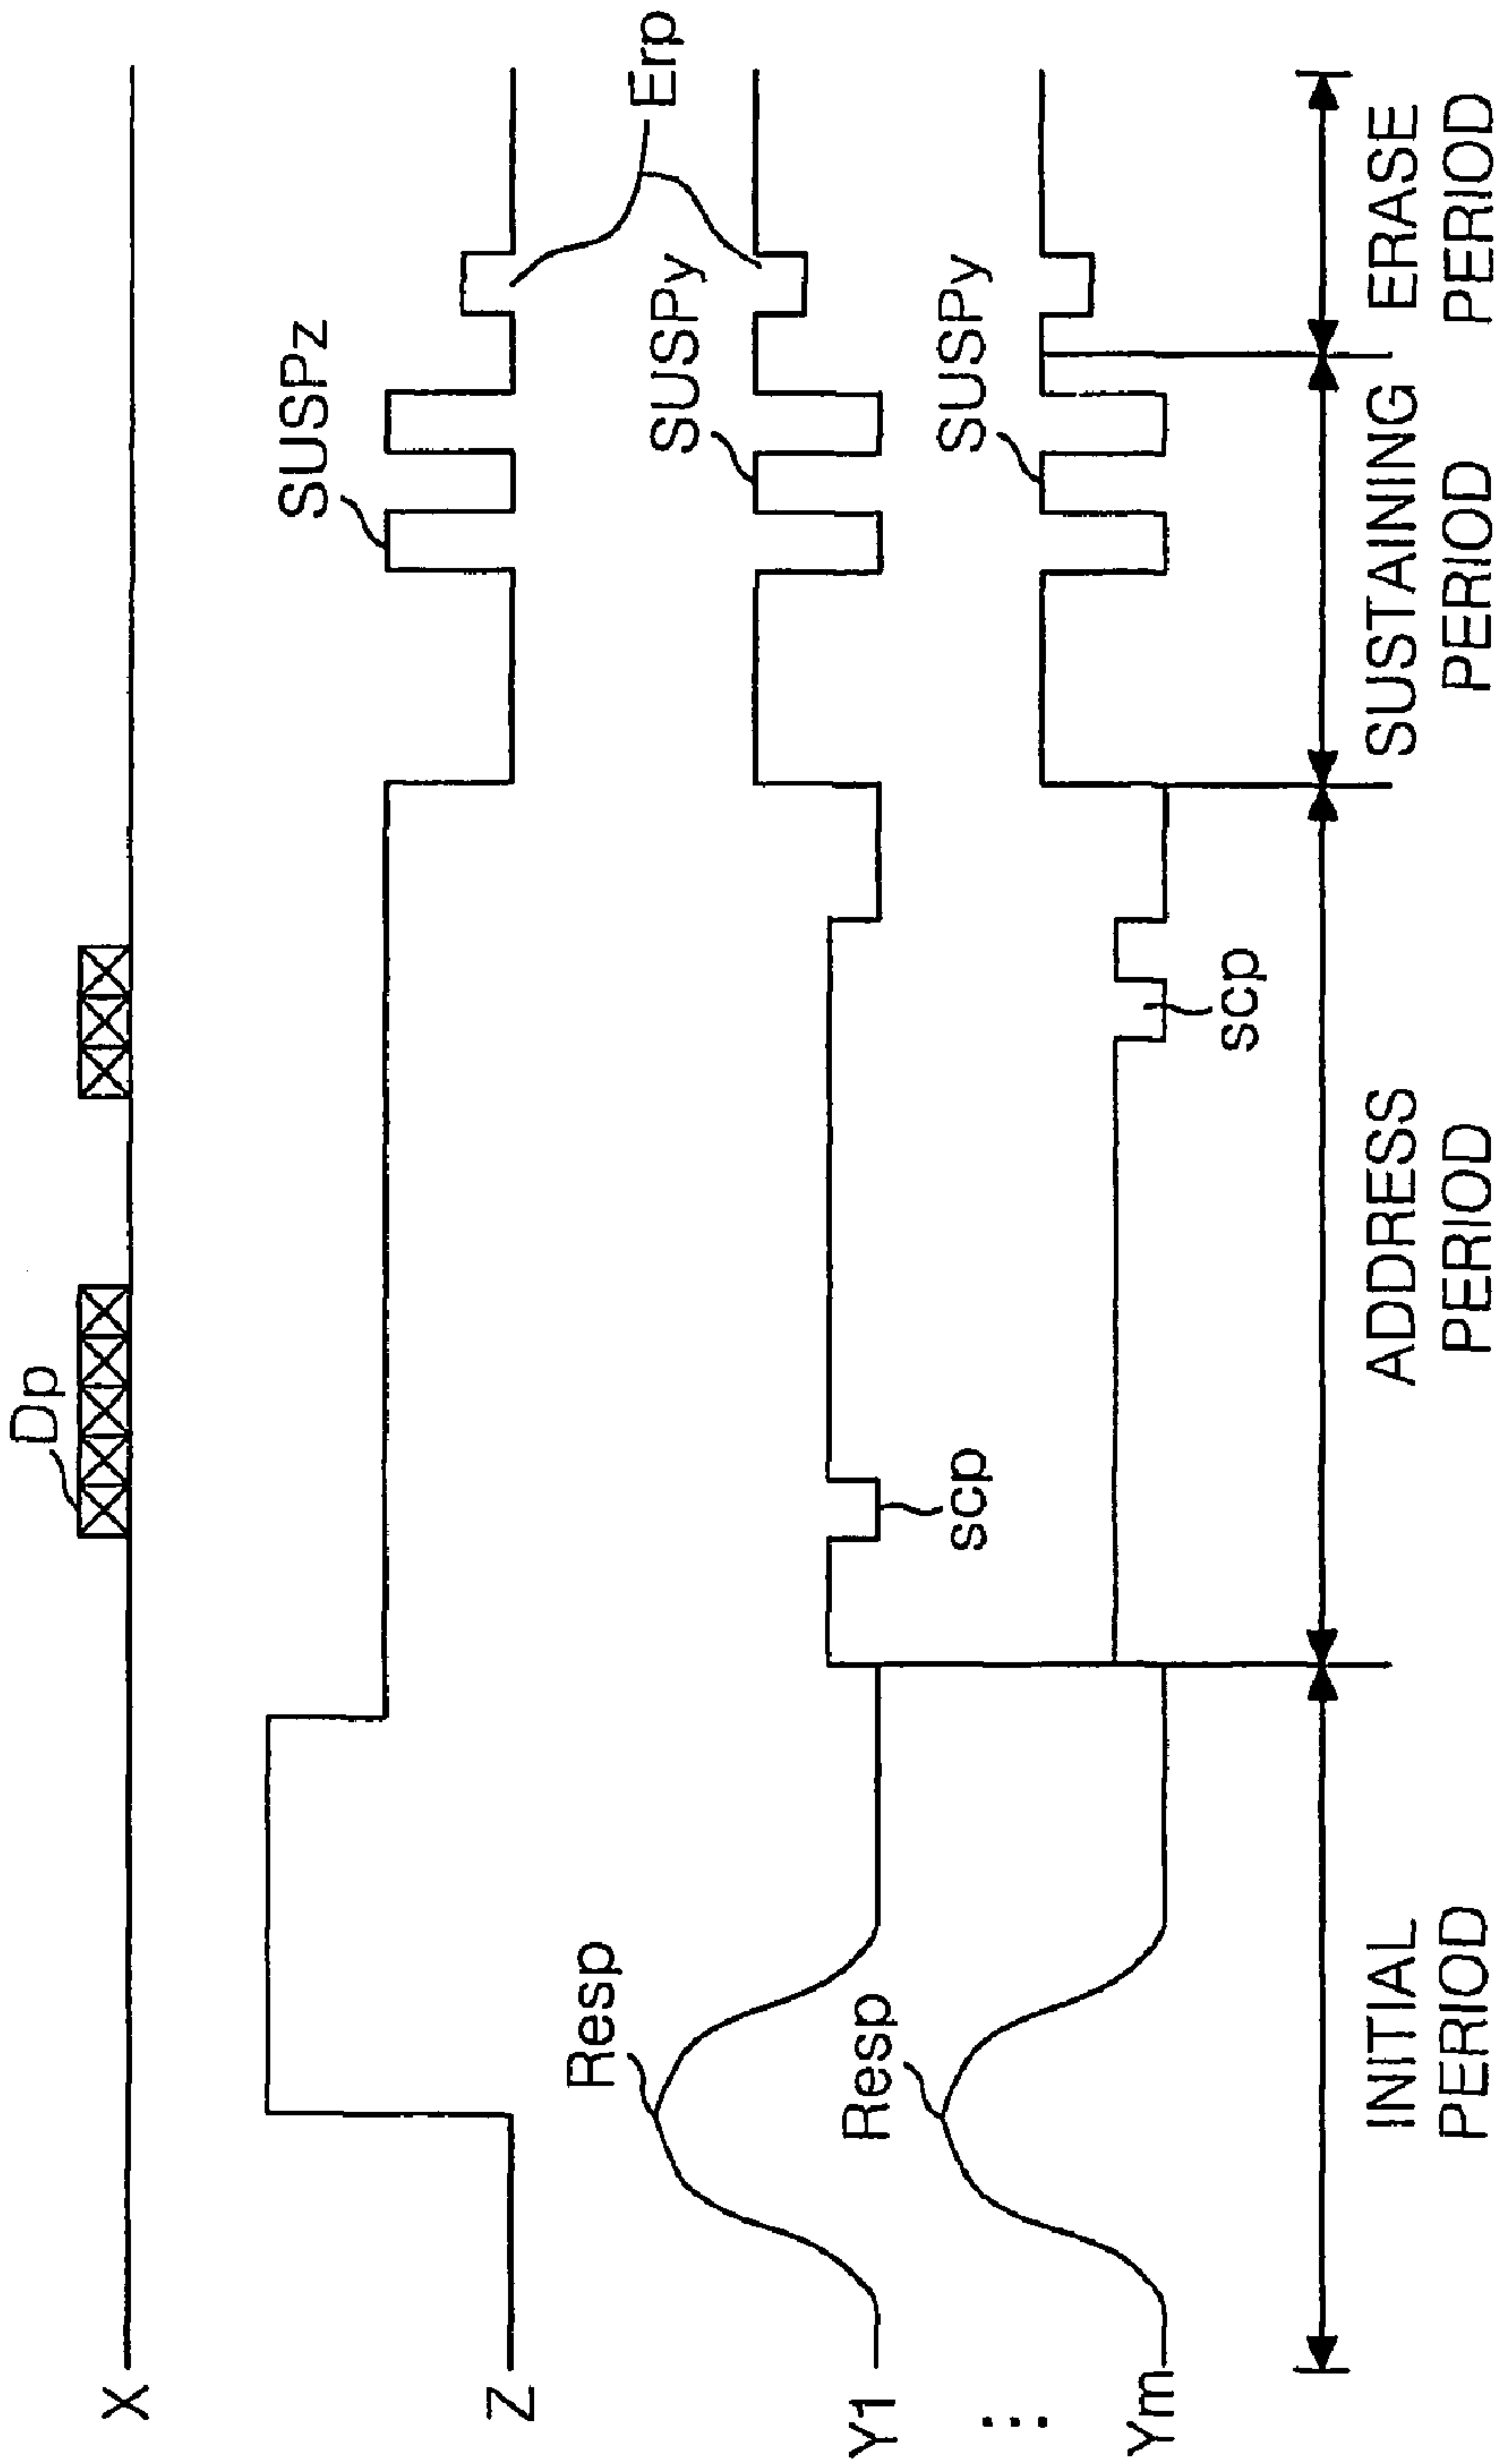 X
Dp
Z
SUSPz
Erp
Y1
Resp
scp
SUSPy
⋮
Ym
Resp
scp
SUSPy
INITIAL
PERIOD
ADDRESS
PERIOD
SUSTAINING
PERIOD
ERASE
PERIOD